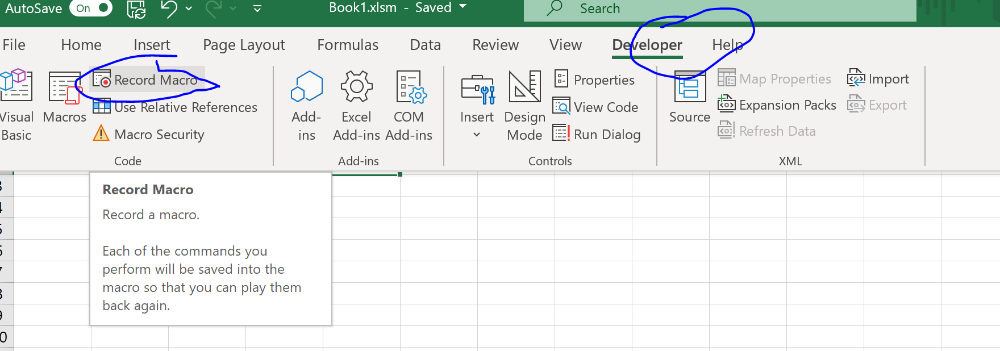 AutoSave On Book1.xlsm - Saved Search
File Home Insert Page Layout Formulas Data Review View Developer Help
Record Macro Properties Map Properties Import
Use Relative References View Code Expansion Packs Export
Visual Macros Add- Excel COM Insert Design Source
Basic ins Add-ins Add-ins Mode
Macro Security Run Dialog Refresh Data
Code Add-ins Controls XML
Record Macro
Record a macro.
Each of the commands you
perform will be saved into the
macro so that you can play them
back again.
3
4
5
6
7
8
9